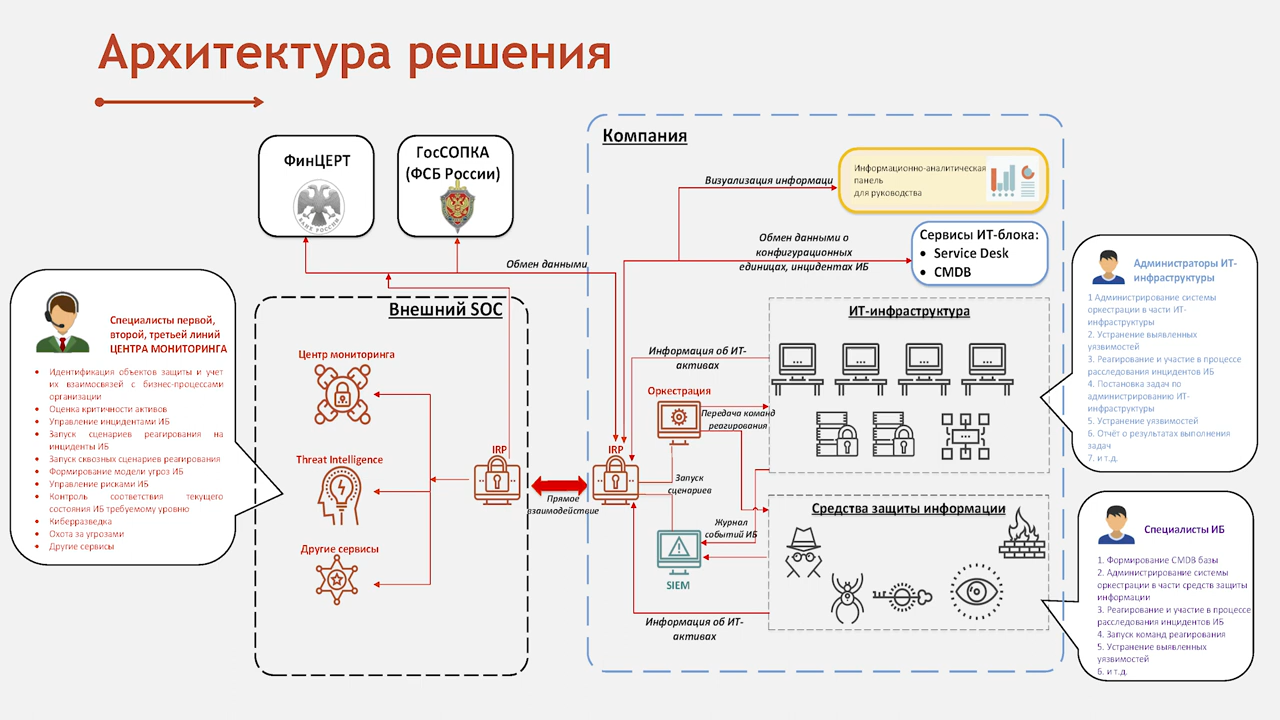 Архитектура решения
ФинЦЕРТ
БАНК РОССИИ
ГосСОПКА
(ФСБ России)
Обмен данными
Специалисты первой,
второй, третьей линий
ЦЕНТРА МОНИТОРИНГА
• Идентификация объектов защиты и учет
их взаимосвязей с бизнес-процессами
организации
• Оценка критичности активов
• Управление инцидентами ИБ
• Запуск сценариев реагирования на
инциденты ИБ
• Запуск сквозных сценариев реагирования
• Формирование модели угроз ИБ
• Управление рисками ИБ
• Контроль соответствия текущего
состояния ИБ требуемому уровню
• Киберразведка
• Охота за угрозами
• Другие сервисы
Внешний SOC
Центр мониторинга
Threat Intelligence
Другие сервисы
IRP
Прямое
взаимодействие
Компания
Визуализация информаци
Информационно-аналитическая
панель
для руководства
Обмен данными о
конфигурационных
единицах, инцидентах ИБ
Сервисы ИТ-блока:
• Service Desk
• CMDB
ИТ-инфраструктура
Информация об ИТ-
активах
Оркестрация
Передача команд
реагирования
IRP
Запуск
сценариев
Журнал
событий ИБ
SIEM
Средства защиты информации
Информация об ИТ-
активах
Администраторы ИТ-
инфраструктуры
1 Администрирование системы
оркестрации в части ИТ-
инфраструктуры
2. Устранение выявленных
уязвимостей
3. Реагирование и участие в процессе
расследования инцидентов ИБ
4. Постановка задач по
администрированию ИТ-
инфраструктуры
5. Устранение уязвимостей
6. Отчёт о результатах выполнения
задач
7. и т.д.
Специалисты ИБ
1. Формирование CMDB базы
2. Администрирование системы
оркестрации в части средств защиты
информации
3. Реагирование и участие в процессе
расследования инцидентов ИБ
4. Запуск команд реагирования
5. Устранение выявленных
уязвимостей
6. и т.д.